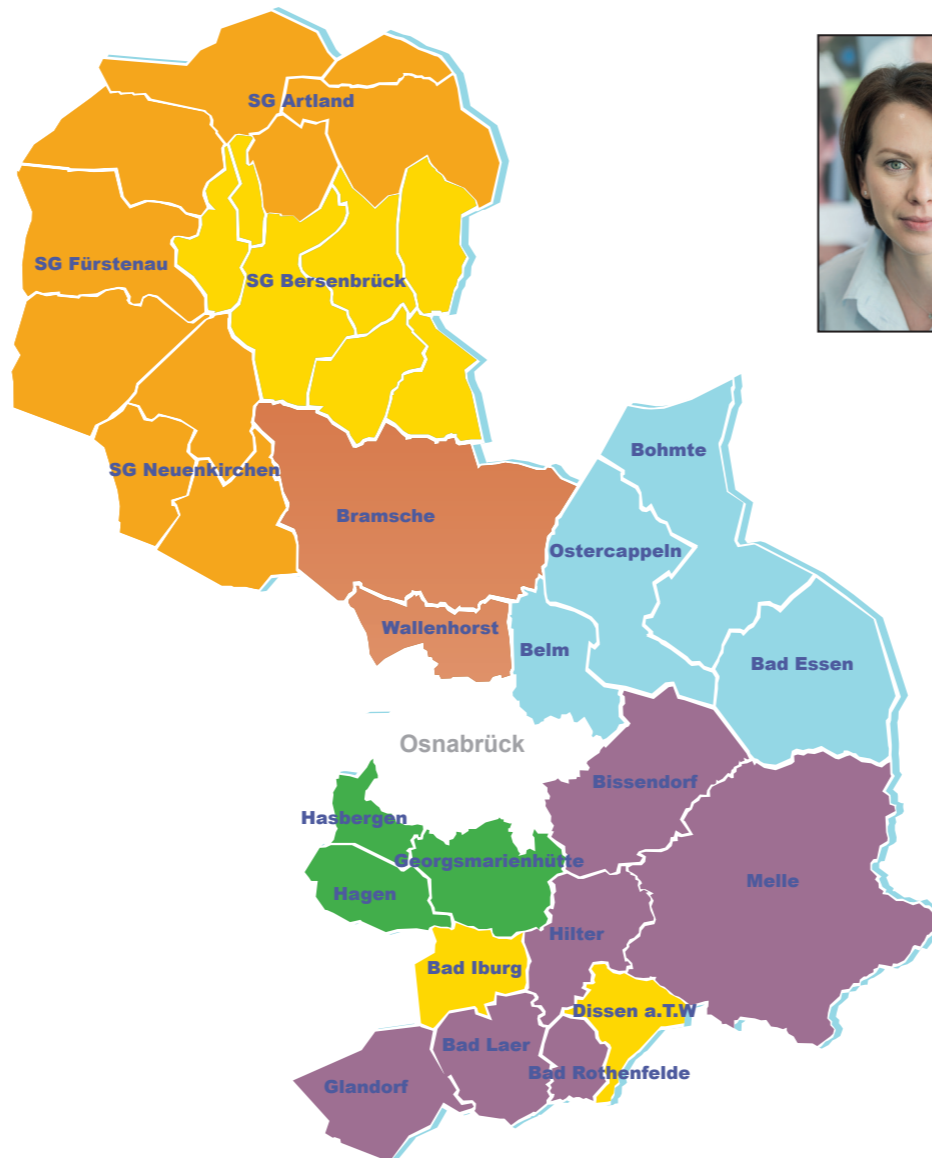 SG Artland
SG Fürstenau
SG Bersenbrück
SG Neuenkirchen
Bohmte
Bramsche
Ostercappeln
Wallenhorst
Belm
Bad Essen
Osnabrück
Bissendorf
Hasbergen
Georgsmarienhütte
Hagen
Melle
Hilter
Bad Iburg
Dissen a.T.W
Bad Laer
Bad Rothenfelde
Glandorf